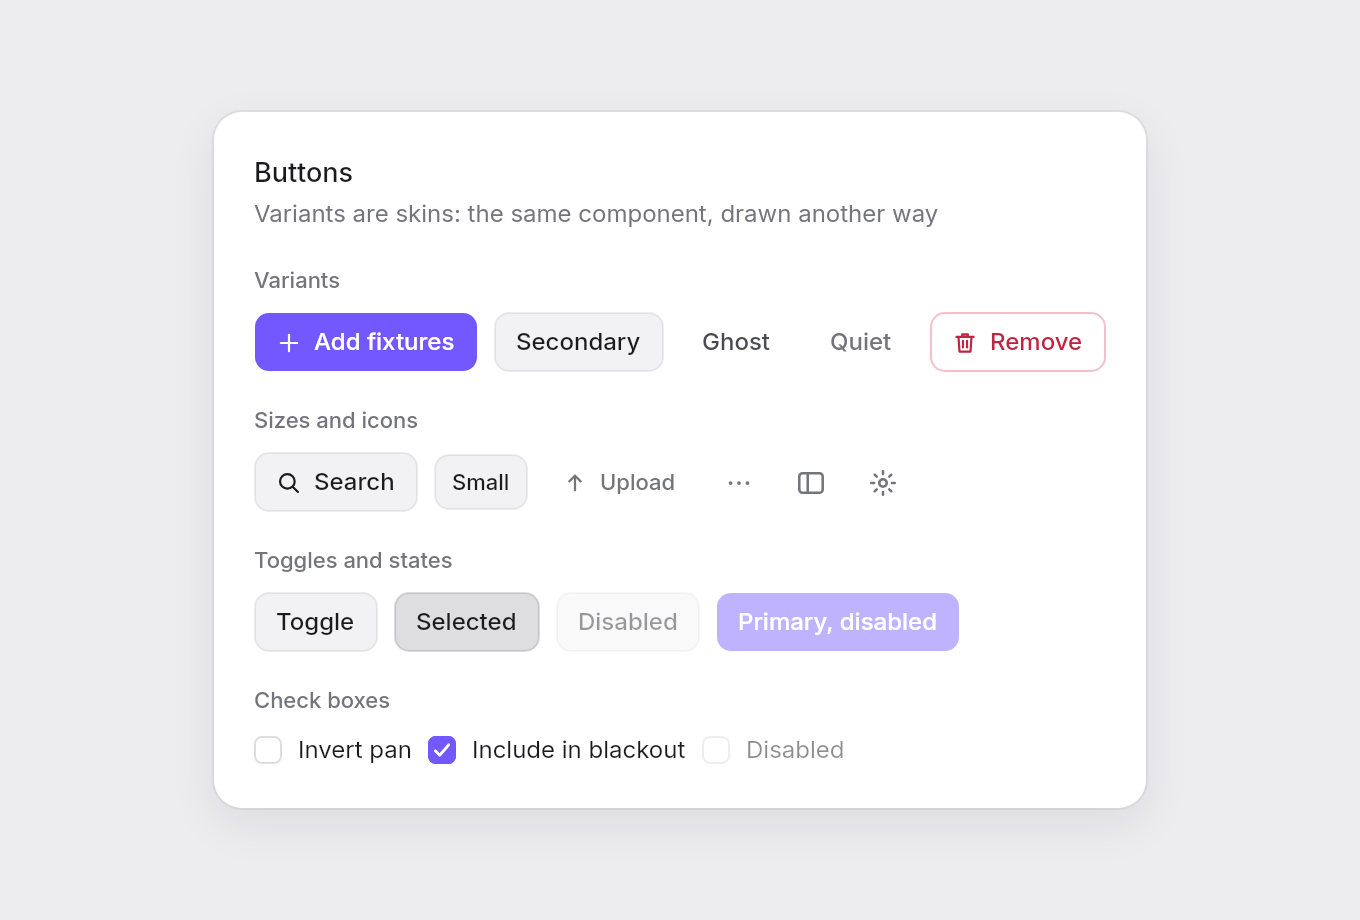 Buttons
Variants are skins: the same component, drawn another way
Variants
Add fixtures Secondary Ghost Quiet Remove
Sizes and icons
Search Small Upload
Toggles and states
Toggle Selected Disabled Primary, disabled
Check boxes
Invert pan Include in blackout Disabled